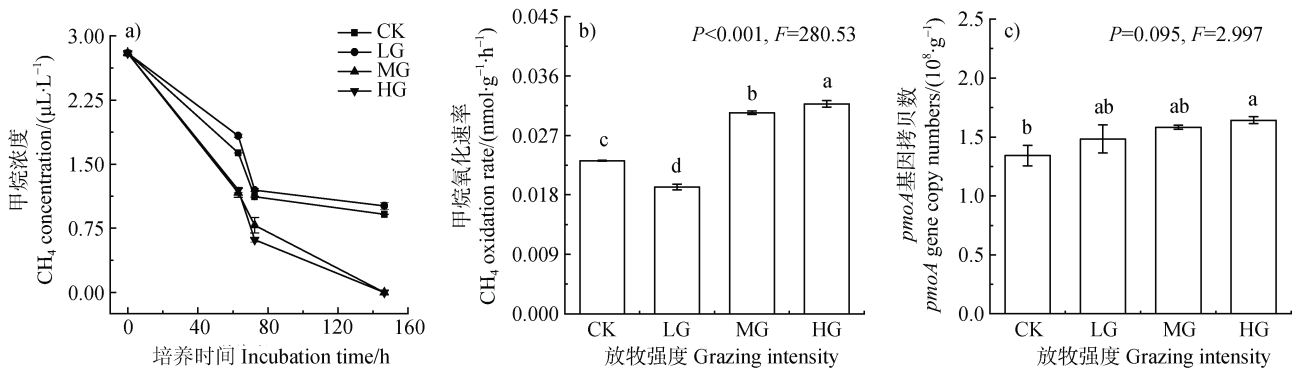 a)
CK
LG
MG
HG
3.00
2.25
1.50
0.75
0.00
甲烷浓度
CH₄ concentration/(μL·L⁻¹)
0 40 80 120 160
培养时间 Incubation time/h
b)
P<0.001, F=280.53
0.045
0.036
0.027
0.018
0.009
0.000
甲烷氧化速率
CH₄ oxidation rate/(nmol·g⁻¹·h⁻¹)
c
d
b
a
CK LG MG HG
放牧强度 Grazing intensity
c)
P=0.095, F=2.997
2.5
2.0
1.5
1.0
0.5
0.0
pmoA基因拷贝数
pmoA gene copy numbers/(10⁸·g⁻¹)
b
ab
ab
a
CK LG MG HG
放牧强度 Grazing intensity